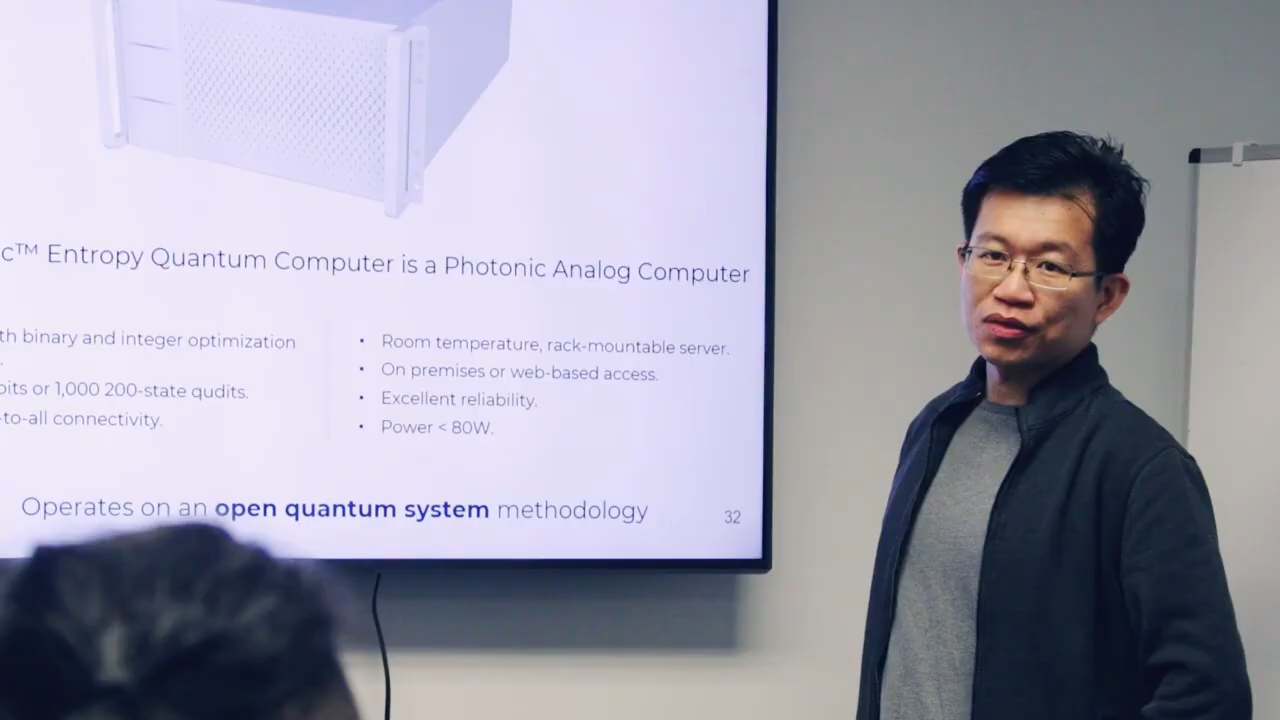 c™ Entropy Quantum Computer is a Photonic Analog Computer
th binary and integer optimization
.
bits or 1,000 200-state qudits.
-to-all connectivity.
• Room temperature, rack-mountable server.
• On premises or web-based access.
• Excellent reliability.
• Power < 80W.
Operates on an open quantum system methodology
32